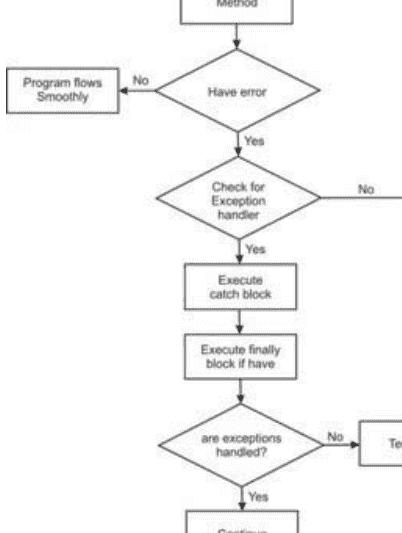 Method
No
Program flows
Smoothly
Have error
Yes
Check for
Exception
handler
No
Yes
Execute
catch block
Execute finally
block if have
are exceptions
handled?
No
Yes